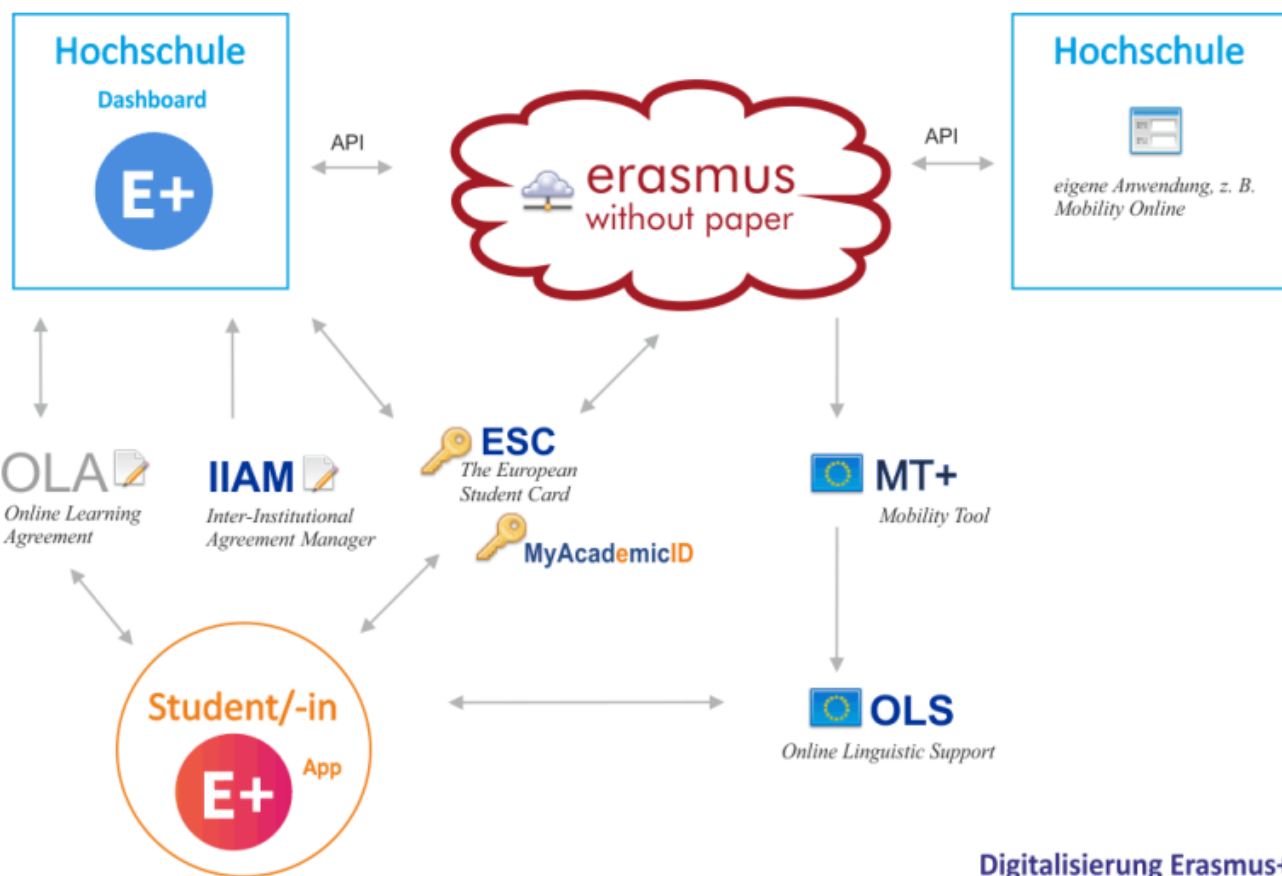 Hochschule
Dashboard
E+
API
erasmus
without paper
API
Hochschule
eigene Anwendung, z. B.
Mobility Online
OLA
Online Learning
Agreement
IIAM
Inter-Institutional
Agreement Manager
ESC
The European
Student Card
MyAcademicID
MT+
Mobility Tool
Student/-in
E+
App
OLS
Online Linguistic Support
Digitalisierung Erasmus+